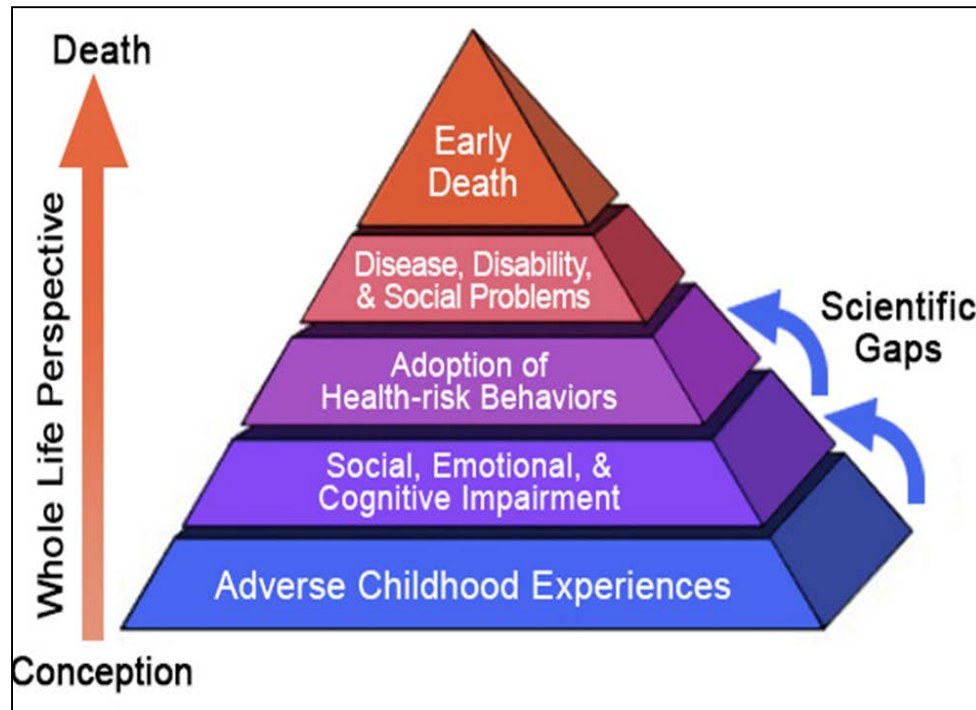 Death
Whole Life Perspective
Conception
Early
Death
Disease, Disability,
& Social Problems
Adoption of
Health-risk Behaviors
Social, Emotional, &
Cognitive Impairment
Adverse Childhood Experiences
Scientific
Gaps